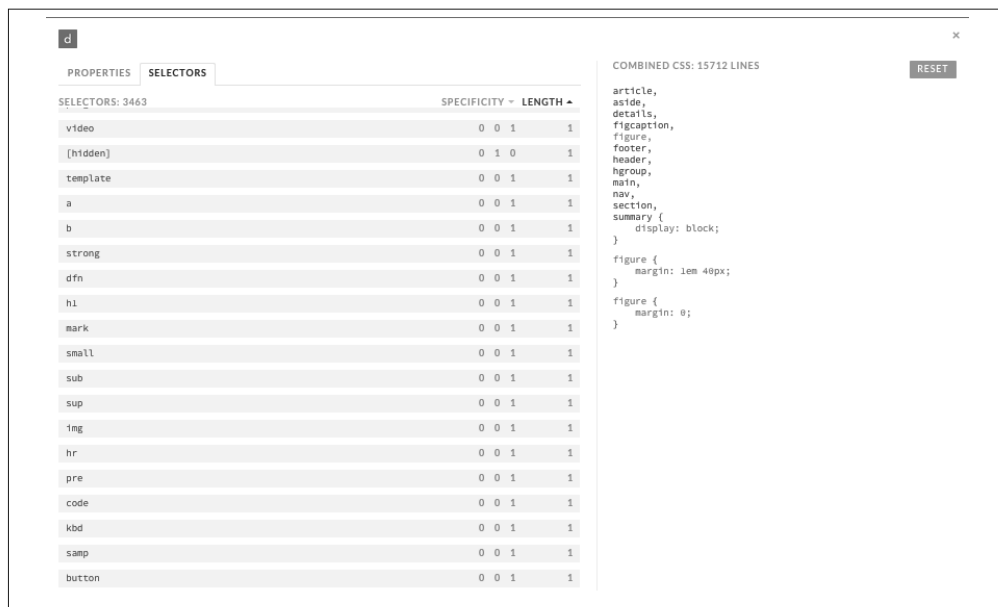 d
×
PROPERTIES SELECTORS
SELECTORS: 3463 SPECIFICITY LENGTH
video 0 0 1 1
[hidden] 0 1 0 1
template 0 0 1 1
a 0 0 1 1
b 0 0 1 1
strong 0 0 1 1
dfn 0 0 1 1
h1 0 0 1 1
mark 0 0 1 1
small 0 0 1 1
sub 0 0 1 1
sup 0 0 1 1
img 0 0 1 1
hr 0 0 1 1
pre 0 0 1 1
code 0 0 1 1
kbd 0 0 1 1
samp 0 0 1 1
button 0 0 1 1
COMBINED CSS: 15712 LINES
RESET
article,
aside,
details,
figcaption,
figure,
footer,
header,
hgroup,
main,
nav,
section,
summary {
display: block;
}
figure {
margin: 1em 40px;
}
figure {
margin: 0;
}